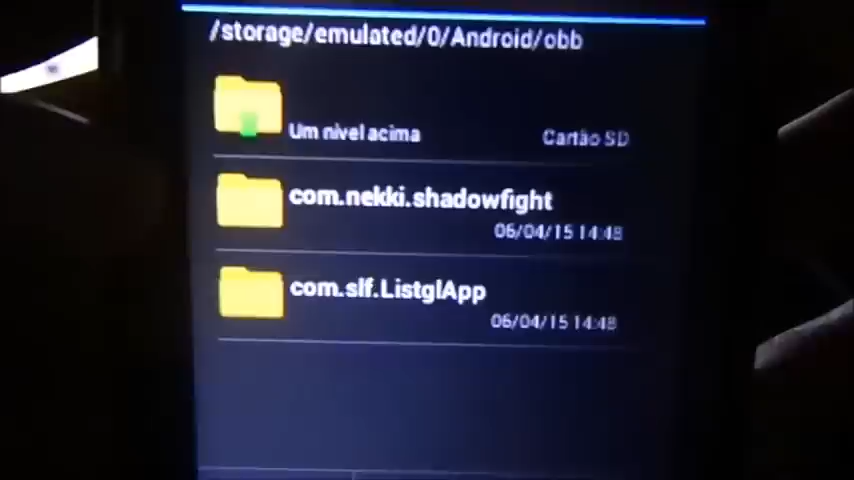 /storage/emulated/0/Android/obb
Um nível acima Cartão SD
com.nekki.shadowfight
06/04/15 14:48
com.slf.ListglApp
06/04/15 14:48